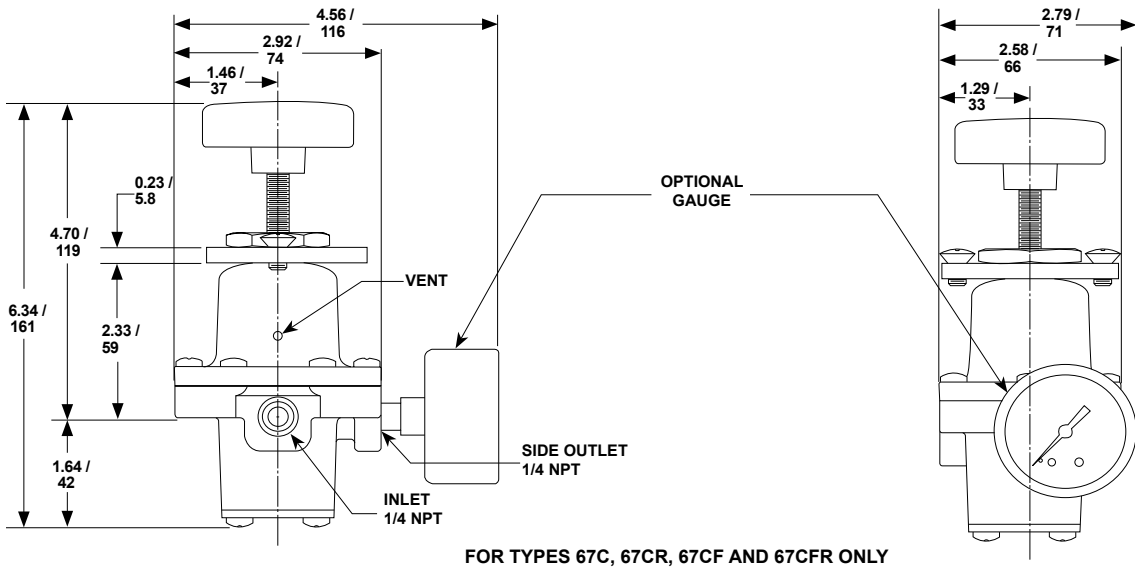 4.56 /
116
2.92 /
74
1.46 /
37
0.23 /
5.8
4.70 /
119
6.34 /
161
2.33 /
59
1.64 /
42
VENT
OPTIONAL
GAUGE
SIDE OUTLET
1/4 NPT
INLET
1/4 NPT
2.79 /
71
2.58 /
66
1.29 /
33
FOR TYPES 67C, 67CR, 67CF AND 67CFR ONLY